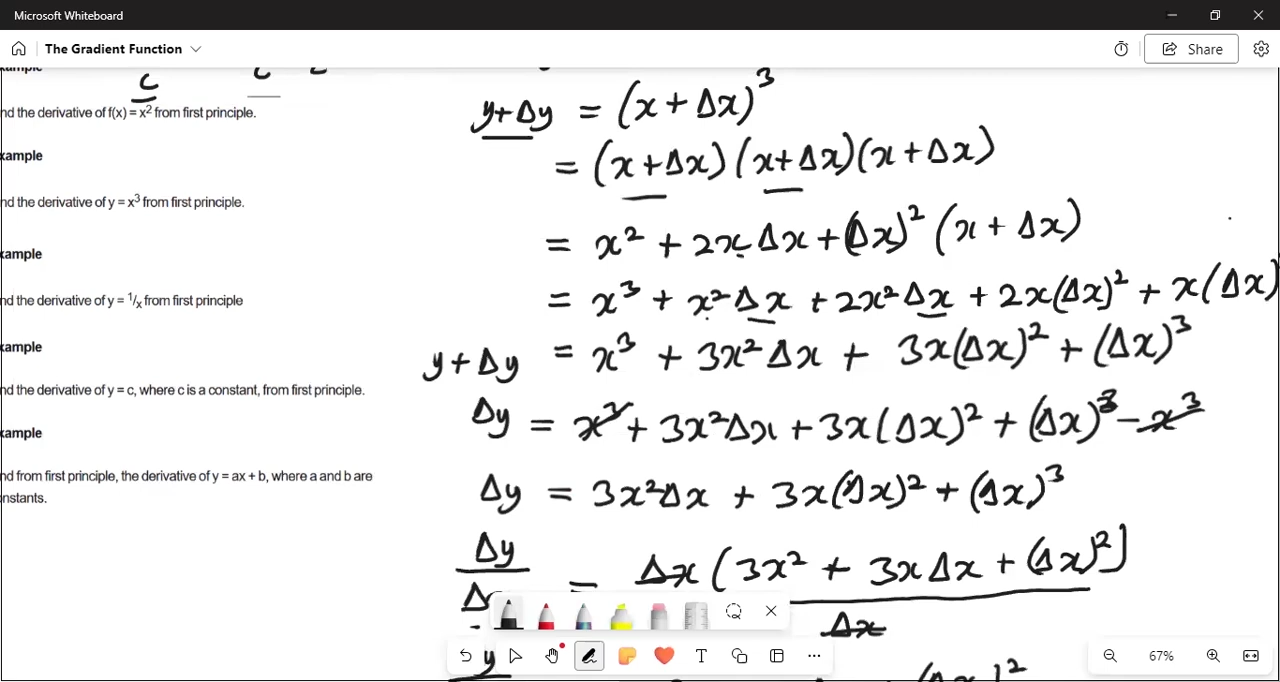 Microsoft Whiteboard
The Gradient Function
Share
c
nd the derivative of f(x) = x² from first principle.
xample
nd the derivative of y = x³ from first principle.
xample
nd the derivative of y = ¹/x from first principle
xample
nd the derivative of y = c, where c is a constant, from first principle.
xample
nd from first principle, the derivative of y = ax + b, where a and b are
nstants.
y+Δy = (x+Δx)³
= (x+Δx)(x+Δx)(x+Δx)
= x² + 2xΔx + (Δx)² (x + Δx)
= x³ + x²Δx + 2x²Δx + 2x(Δx)² + x(Δx)
y+Δy = x³ + 3x²Δx + 3x(Δx)² + (Δx)³
Δy = x³ + 3x²Δx + 3x(Δx)² + (Δx)³ - x³
Δy = 3x²Δx + 3x(Δx)² + (Δx)³
Δy
= Δx(3x² + 3xΔx + (Δx)²)
Δx
T
67%